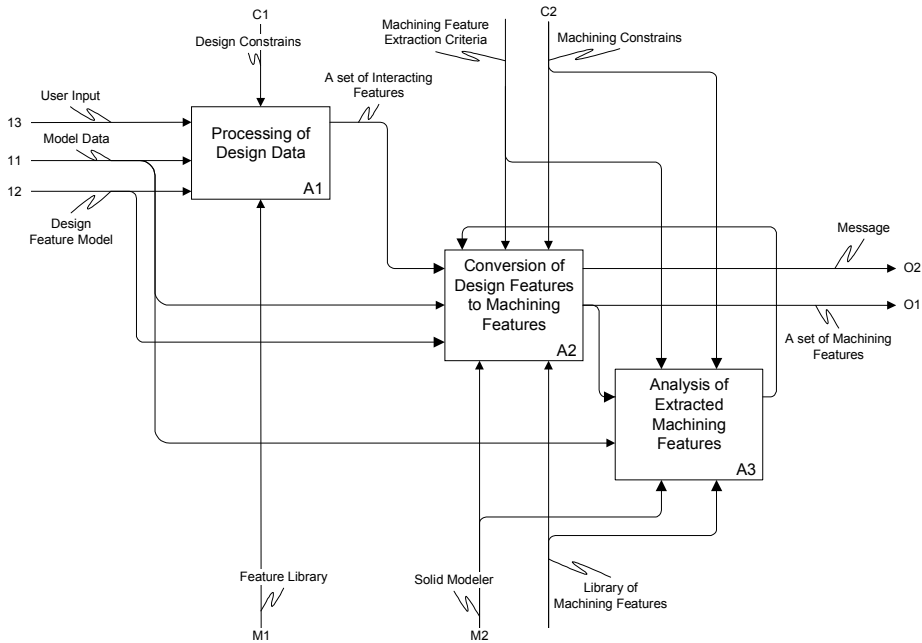 C1
Design Constrains
Machining Feature
Extraction Criteria
C2
Machining Constrains
A set of Interacting
Features
User Input
13
Model Data
11
12
Design
Feature Model
Processing of
Design Data
A1
Message
O2
O1
A set of Machining
Features
Conversion of
Design Features
to Machining
Features
A2
Analysis of
Extracted
Machining
Features
A3
Feature Library
M1
Solid Modeler
M2
Library of
Machining Features